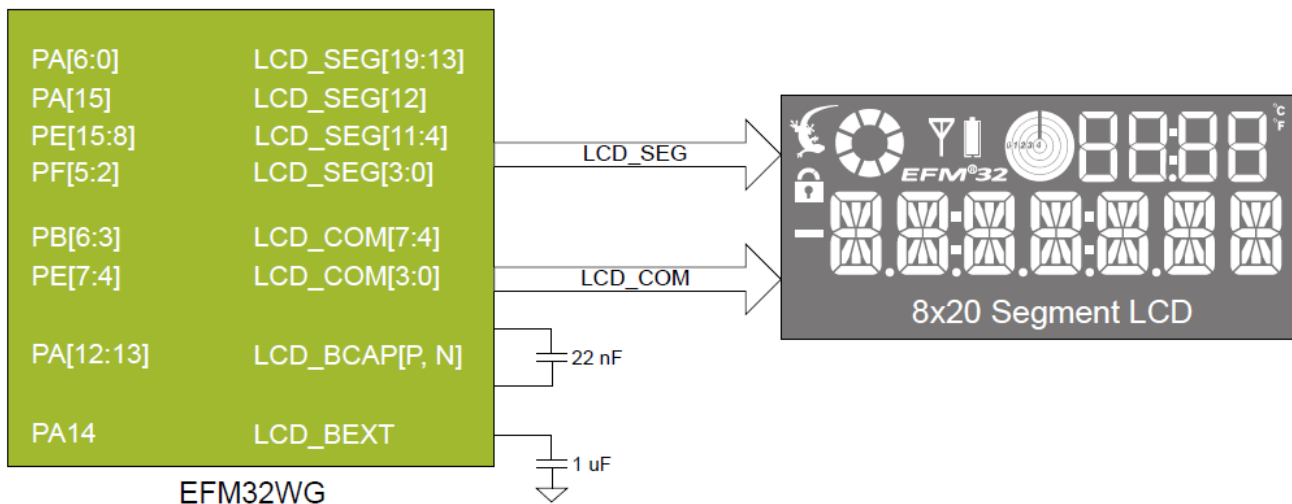 PA[6:0] LCD_SEG[19:13]
PA[15] LCD_SEG[12]
PE[15:8] LCD_SEG[11:4]
PF[5:2] LCD_SEG[3:0]
PB[6:3] LCD_COM[7:4]
PE[7:4] LCD_COM[3:0]
PA[12:13] LCD_BCAP[P, N]
PA14 LCD_BEXT
EFM32WG
LCD_SEG
LCD_COM
22 nF
1 uF
°C
°F
0 1 2 3 4
EFM®32
88:88
8x20 Segment LCD